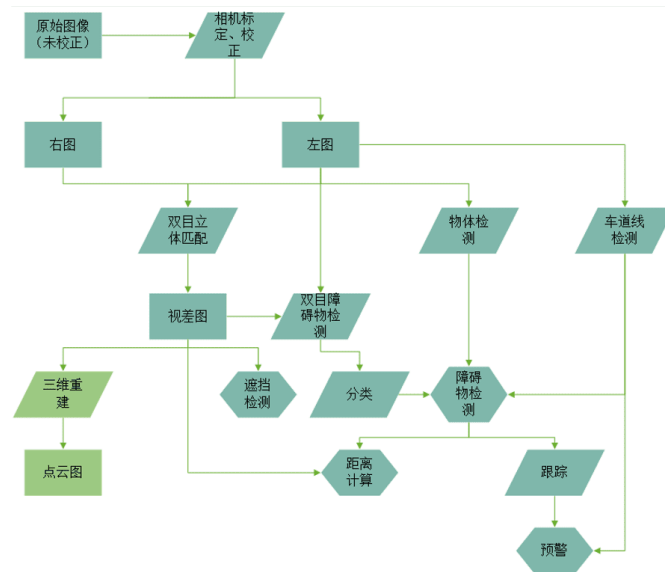 原始图像
（未校正）
相机标
定、校
正
右图
左图
双目立
体匹配
物体检
测
车道线
检测
视差图
双目障
碍物检
测
三维重
建
遮挡
检测
分类
障碍
物检
测
点云图
距离
计算
跟踪
预警